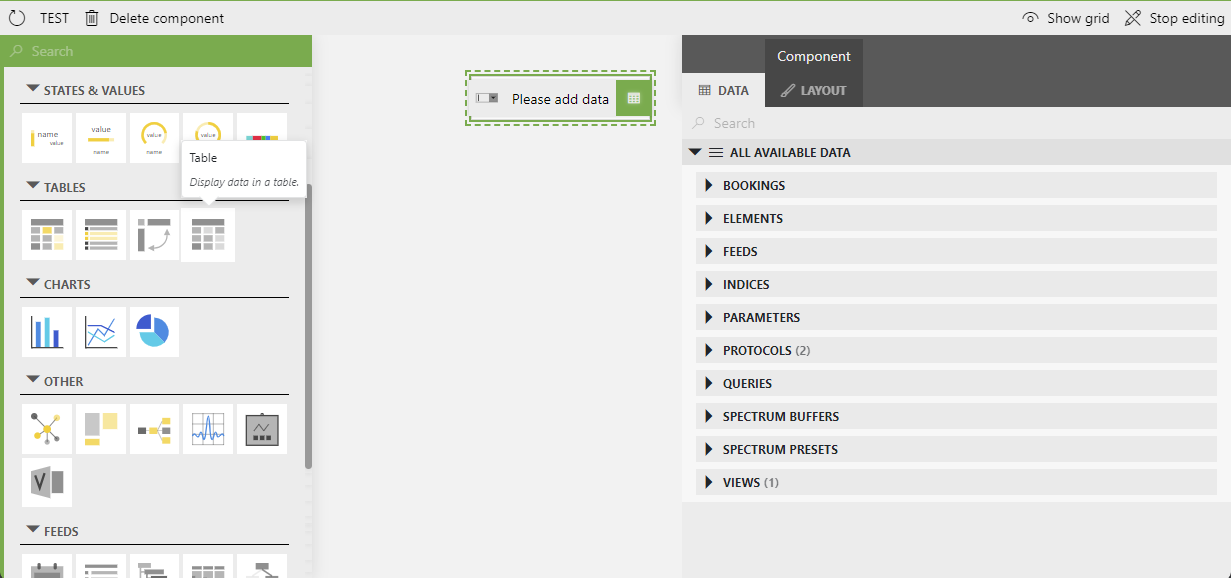 TEST Delete component Show grid Stop editing
Search
STATES & VALUES
name
value
value
name
value
name
value
Table
Display data in a table.
TABLES
CHARTS
OTHER
V
FEEDS
Please add data
Component
DATA LAYOUT
Search
ALL AVAILABLE DATA
BOOKINGS
ELEMENTS
FEEDS
INDICES
PARAMETERS
PROTOCOLS (2)
QUERIES
SPECTRUM BUFFERS
SPECTRUM PRESETS
VIEWS (1)